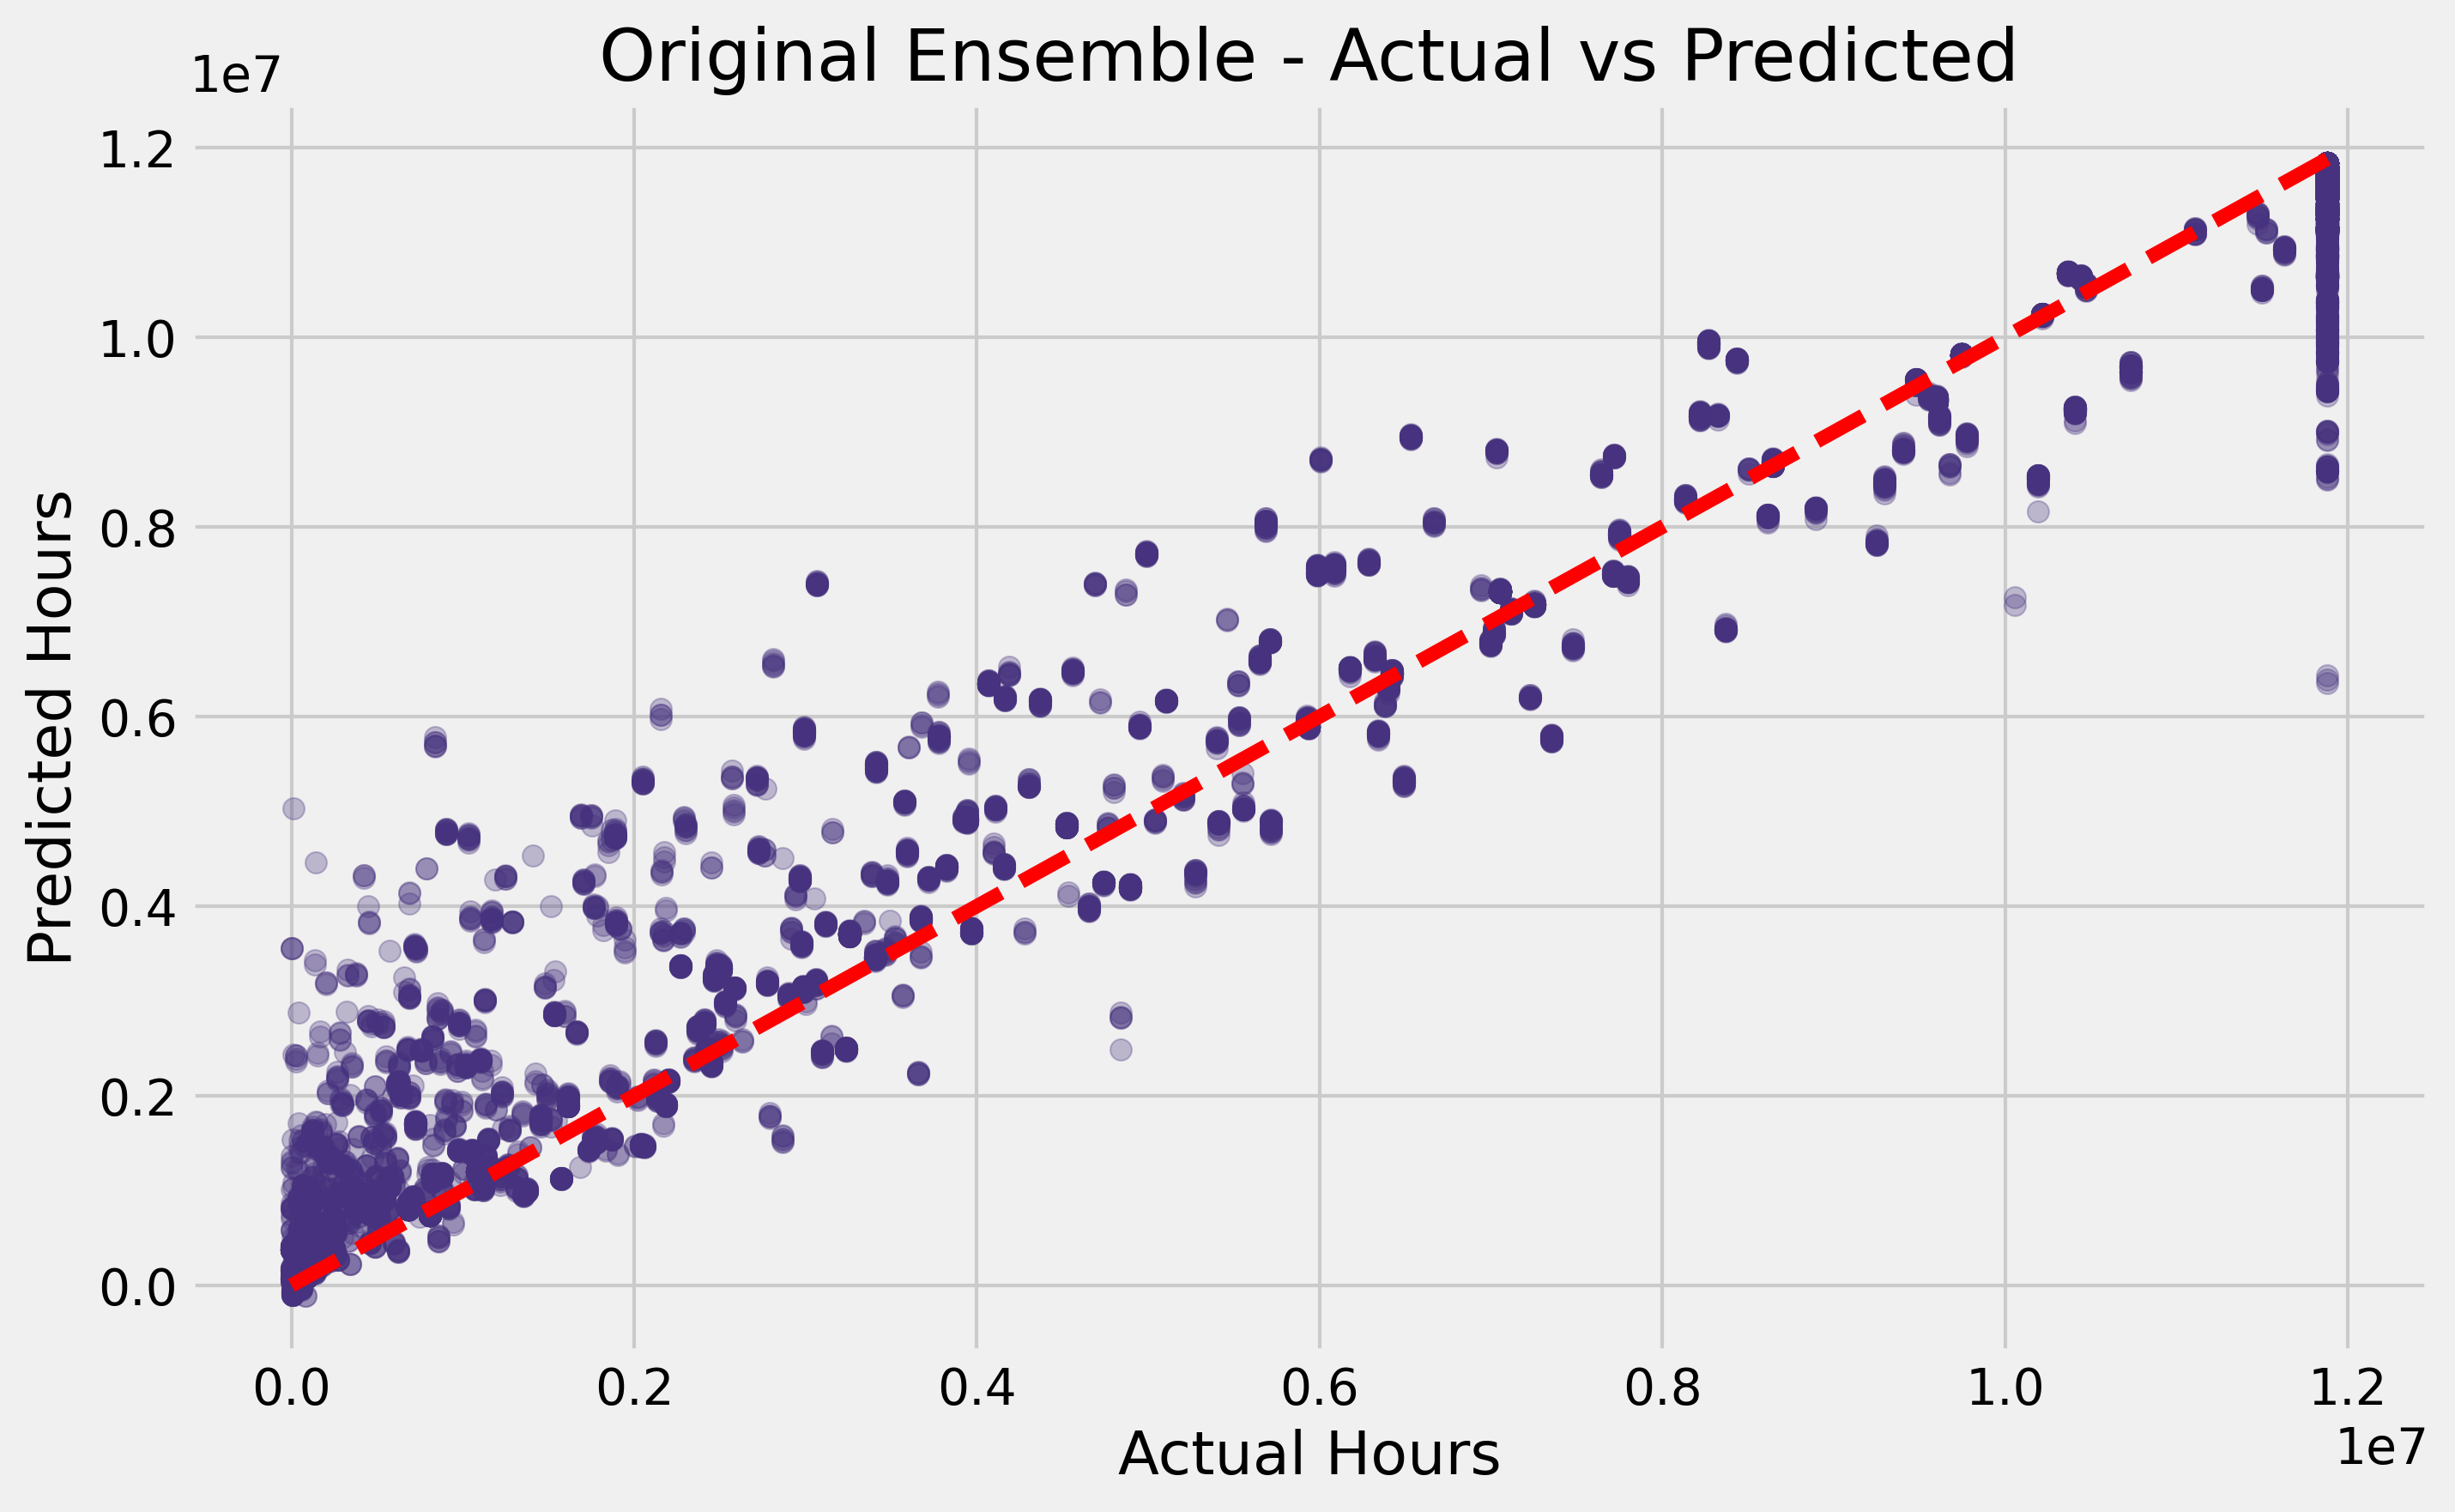 Original Ensemble - Actual vs Predicted
1e7
1.2
1.0
0.8
0.6
0.4
0.2
0.0
Predicted Hours
0.0 0.2 0.4 0.6 0.8 1.0 1.2
Actual Hours
1e7